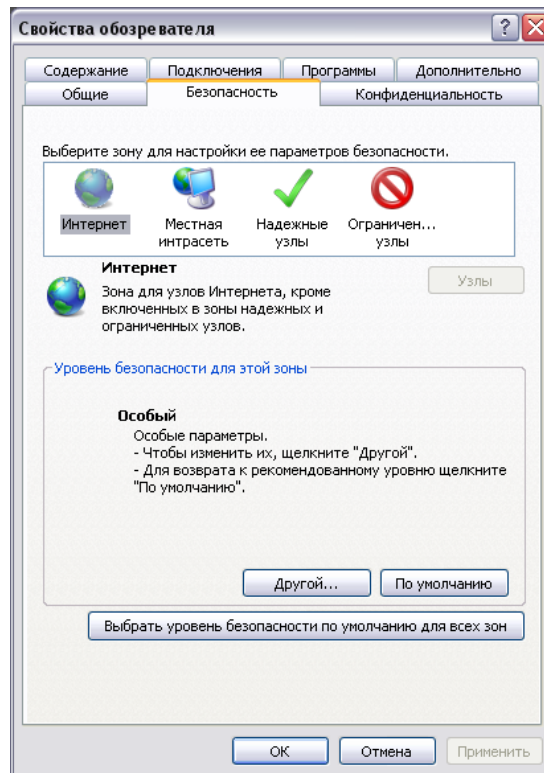 Свойства обозревателя
Содержание Подключения Программы Дополнительно
Общие Безопасность Конфиденциальность
Выберите зону для настройки ее параметров безопасности.
Интернет Местная Надежные Ограничен...
интрасеть узлы узлы
Интернет
Узлы
Зона для узлов Интернета, кроме
включенных в зоны надежных и
ограниченных узлов.
Уровень безопасности для этой зоны
Особый
Особые параметры.
- Чтобы изменить их, щелкните "Другой".
- Для возврата к рекомендованному уровню щелкните
"По умолчанию".
Другой... По умолчанию
Выбрать уровень безопасности по умолчанию для всех зон
OK Отмена Применить